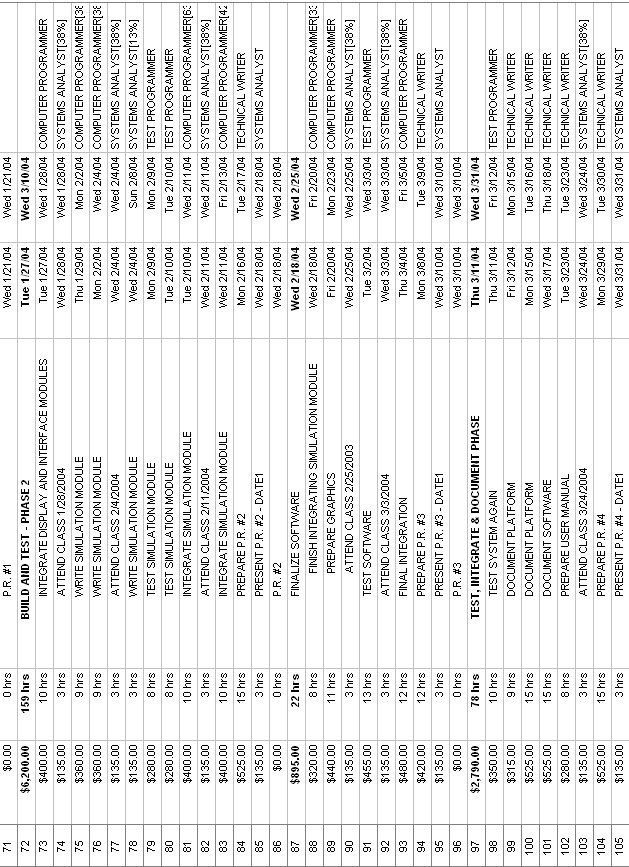 71 $0.00 0 hrs P.R. #1 Wed 1/21/04 Wed 1/21/04
72 $6,200.00 159 hrs BUILD AND TEST - PHASE 2 Tue 1/27/04 Wed 3/10/04
73 $400.00 10 hrs INTEGRATE DISPLAY AND INTERFACE MODULES Tue 1/27/04 Wed 1/28/04 COMPUTER PROGRAMMER
74 $135.00 3 hrs ATTEND CLASS 1/28/2004 Wed 1/28/04 Wed 1/28/04 SYSTEMS ANALYST[38%]
75 $360.00 9 hrs WRITE SIMULATION MODULE Thu 1/29/04 Mon 2/2/04 COMPUTER PROGRAMMER[38
76 $360.00 9 hrs WRITE SIMULATION MODULE Mon 2/2/04 Wed 2/4/04 COMPUTER PROGRAMMER[38
77 $135.00 3 hrs ATTEND CLASS 2/4/2004 Wed 2/4/04 Wed 2/4/04 SYSTEMS ANALYST[38%]
78 $135.00 3 hrs WRITE SIMULATION MODULE Wed 2/4/04 Sun 2/8/04 SYSTEMS ANALYST[13%]
79 $280.00 8 hrs TEST SIMULATION MODULE Mon 2/9/04 Mon 2/9/04 TEST PROGRAMMER
80 $280.00 8 hrs TEST SIMULATION MODULE Tue 2/10/04 Tue 2/10/04 TEST PROGRAMMER
81 $400.00 10 hrs INTEGRATE SIMULATION MODULE Tue 2/10/04 Wed 2/11/04 COMPUTER PROGRAMMER[63
82 $135.00 3 hrs ATTEND CLASS 2/11/2004 Wed 2/11/04 Wed 2/11/04 SYSTEMS ANALYST[38%]
83 $400.00 10 hrs INTEGRATE SIMULATION MODULE Wed 2/11/04 Fri 2/13/04 COMPUTER PROGRAMMER[42
84 $525.00 15 hrs PREPARE P.R. #2 Mon 2/16/04 Tue 2/17/04 TECHNICAL WRITER
85 $135.00 3 hrs PRESENT P.R. #2 - DATE1 Wed 2/18/04 Wed 2/18/04 SYSTEMS ANALYST
86 $0.00 0 hrs P.R. #2 Wed 2/18/04 Wed 2/18/04
87 $895.00 22 hrs FINALIZE SOFTWARE Wed 2/18/04 Wed 2/25/04
88 $320.00 8 hrs FINISH INTEGRATING SIMULATION MODULE Wed 2/18/04 Fri 2/20/04 COMPUTER PROGRAMMER[33
89 $440.00 11 hrs PREPARE GRAPHICS Fri 2/20/04 Mon 2/23/04 COMPUTER PROGRAMMER
90 $135.00 3 hrs ATTEND CLASS 2/25/2003 Wed 2/25/04 Wed 2/25/04 SYSTEMS ANALYST[38%]
91 $455.00 13 hrs TEST SOFTWARE Tue 3/2/04 Wed 3/3/04 TEST PROGRAMMER
92 $135.00 3 hrs ATTEND CLASS 3/3/2004 Wed 3/3/04 Wed 3/3/04 SYSTEMS ANALYST[38%]
93 $480.00 12 hrs FINAL INTEGRATION Thu 3/4/04 Fri 3/5/04 COMPUTER PROGRAMMER
94 $420.00 12 hrs PREPARE P.R. #3 Mon 3/8/04 Tue 3/9/04 TECHNICAL WRITER
95 $135.00 3 hrs PRESENT P.R. #3 - DATE1 Wed 3/10/04 Wed 3/10/04 SYSTEMS ANALYST
96 $0.00 0 hrs P.R. #3 Wed 3/10/04 Wed 3/10/04
97 $2,790.00 78 hrs TEST, INTEGRATE & DOCUMENT PHASE Thu 3/11/04 Wed 3/31/04
98 $350.00 10 hrs TEST SYSTEM AGAIN Thu 3/11/04 Fri 3/12/04 TEST PROGRAMMER
99 $315.00 9 hrs DOCUMENT PLATFORM Fri 3/12/04 Mon 3/15/04 TECHNICAL WRITER
100 $525.00 15 hrs DOCUMENT PLATFORM Mon 3/15/04 Tue 3/16/04 TECHNICAL WRITER
101 $525.00 15 hrs DOCUMENT SOFTWARE Wed 3/17/04 Thu 3/18/04 TECHNICAL WRITER
102 $280.00 8 hrs PREPARE USER MANUAL Tue 3/23/04 Tue 3/23/04 TECHNICAL WRITER
103 $135.00 3 hrs ATTEND CLASS 3/24/2004 Wed 3/24/04 Wed 3/24/04 SYSTEMS ANALYST[38%]
104 $525.00 15 hrs PREPARE P.R. #4 Mon 3/29/04 Tue 3/30/04 TECHNICAL WRITER
105 $135.00 3 hrs PRESENT P.R. #4 - DATE1 Wed 3/31/04 Wed 3/31/04 SYSTEMS ANALYST